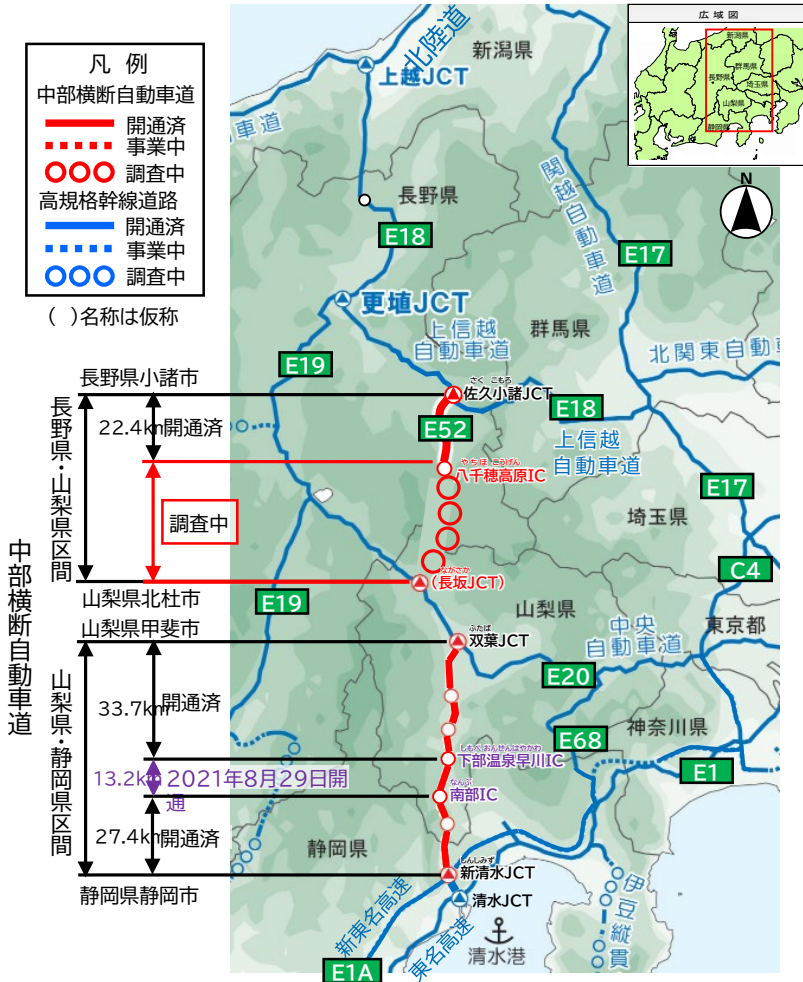 凡 例
中部横断自動車道
開通済
事業中
調査中
高規格幹線道路
開通済
事業中
調査中
( )名称は仮称
広域図
新潟県
群馬県
長野県
埼玉県
山梨県
静岡県
N
北陸道
新潟県
上越JCT
車道
長野県
関越自動車道
E18
E17
更埴JCT
上信越
自動車道
群馬県
北関東自動車
E19
長野県小諸市
さく こもろ
佐久小諸JCT
E18
22.4km
開通済
E52
上信越
自動車道
やちほ こうげん
八千穂高原IC
E17
長野県・山梨県区間
調査中
埼玉県
中部横断自動車道
C4
ながさか
(長坂JCT)
山梨県北杜市
E19
山梨県
山梨県甲斐市
ふたば
双葉JCT
中央
自動車道
東京都
E20
山梨県・静岡県区間
33.7km
開通済
神奈川県
E68
しもべ おんせんはやかわ
下部温泉早川IC
E1
13.2km
2021年8月29日開
通
なんぶ
南部IC
27.4km
開通済
静岡県
しんしみず
新清水JCT
静岡県静岡市
清水JCT
新東名高速
東名高速
伊豆縦貫
清水港
E1A